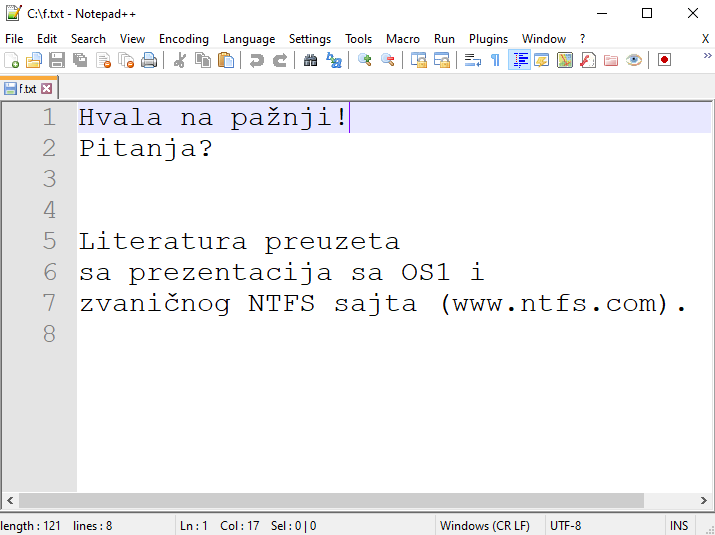 C:\f.txt - Notepad++
File Edit Search View Encoding Language Settings Tools Macro Run Plugins Window ? X
f.txt
1 Hvala na pažnji!
2 Pitanja?
3
4
5 Literatura preuzeta
6 sa prezentacija sa OS1 i
7 zvaničnog NTFS sajta (www.ntfs.com).
8
length : 121 lines : 8 Ln : 1 Col : 17 Sel : 0 | 0 Windows (CR LF) UTF-8 INS